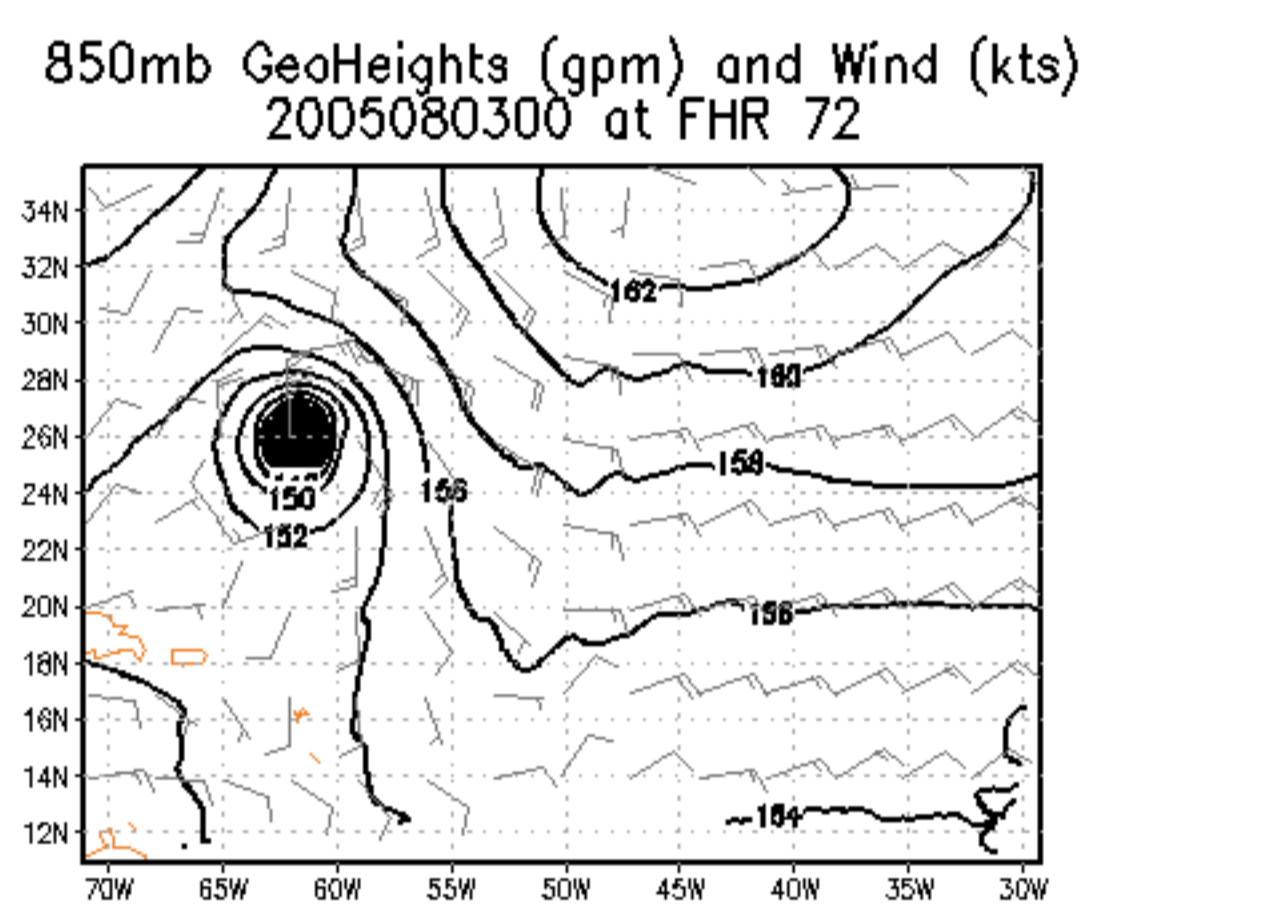 850mb GeoHeights (gpm) and Wind (kts)
2005080300 at FHR 72
34N
32N
162
30N
28N
160
26N
158
156
24N
150
152
22N
20N
156
18N
16N
14N
154
12N
70W 65W 60W 55W 50W 45W 40W 35W 30W